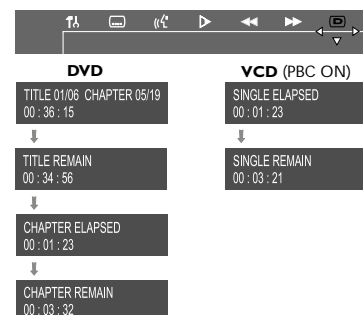 DVD
TITLE 01/06 CHAPTER 05/19
00 : 36 : 15
TITLE REMAIN
00 : 34 : 56
CHAPTER ELAPSED
00 : 01 : 23
CHAPTER REMAIN
00 : 03 : 32
VCD (PBC ON)
SINGLE ELAPSED
00 : 01 : 23
SINGLE REMAIN
00 : 03 : 21